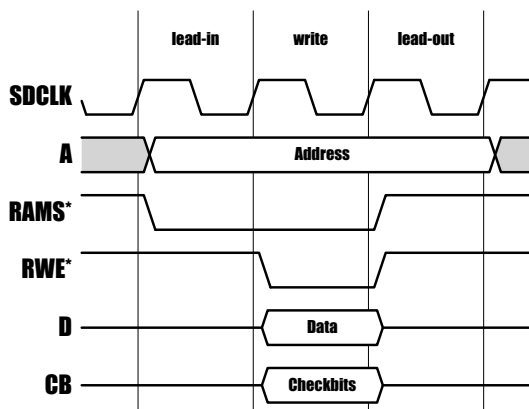 lead-in write lead-out
SDCLK
A Address
RAMS*
RWE*
D Data
CB Checkbits